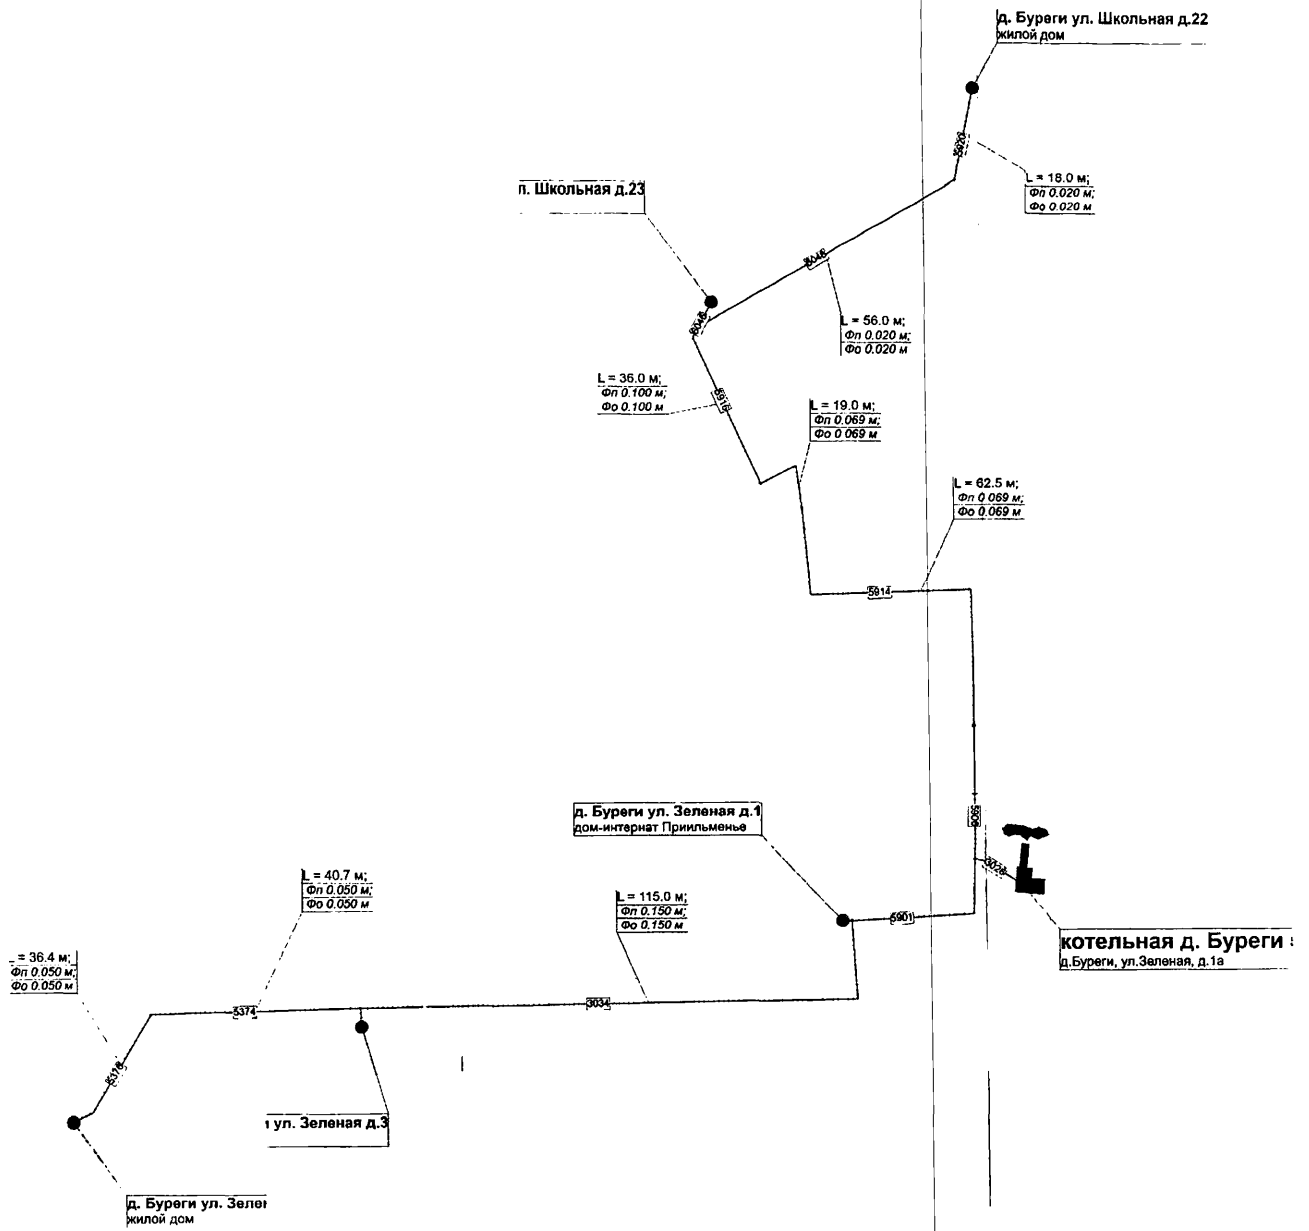 д. Буреги ул. Школьная д.22
жилой дом
5920
L = 18.0 м;
Фп 0.020 м;
Фо 0.020 м
л. Школьная д.23
L = 56.0 м;
Фп 0.020 м;
Фо 0.020 м
L = 36.0 м;
Фп 0.100 м;
Фо 0.100 м
5916
L = 19.0 м;
Фп 0.069 м;
Фо 0 069 м
L = 62.5 м;
Фп 0 069 м;
Фо 0.069 м
5914
д. Буреги ул. Зеленая д.1
дом-интернат Приильменье
5906
3026
L = 40.7 м;
Фп 0.050 м;
Фо 0.050 м
L = 115.0 м;
Фп 0.150 м;
Фо 0.150 м
5901
котельная д. Буреги
д.Буреги, ул.Зеленая, д.1а
= 36.4 м;
Фп 0.050 м;
Фо 0.050 м
5374
3034
ул. Зеленая д.3
д. Буреги ул. Зелен
жилой дом